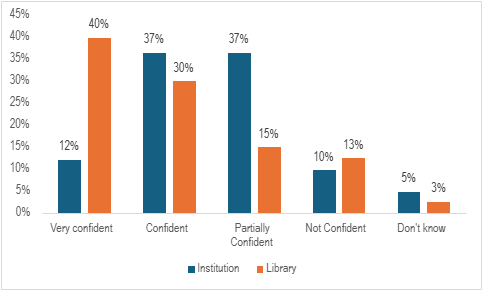 45%
40%
35%
30%
25%
20%
15%
10%
5%
0%
12%
40%
37%
30%
37%
15%
10%
13%
5%
3%
Very confident
Confident
Partially
Confident
Not Confident
Don't know
Institution
Library